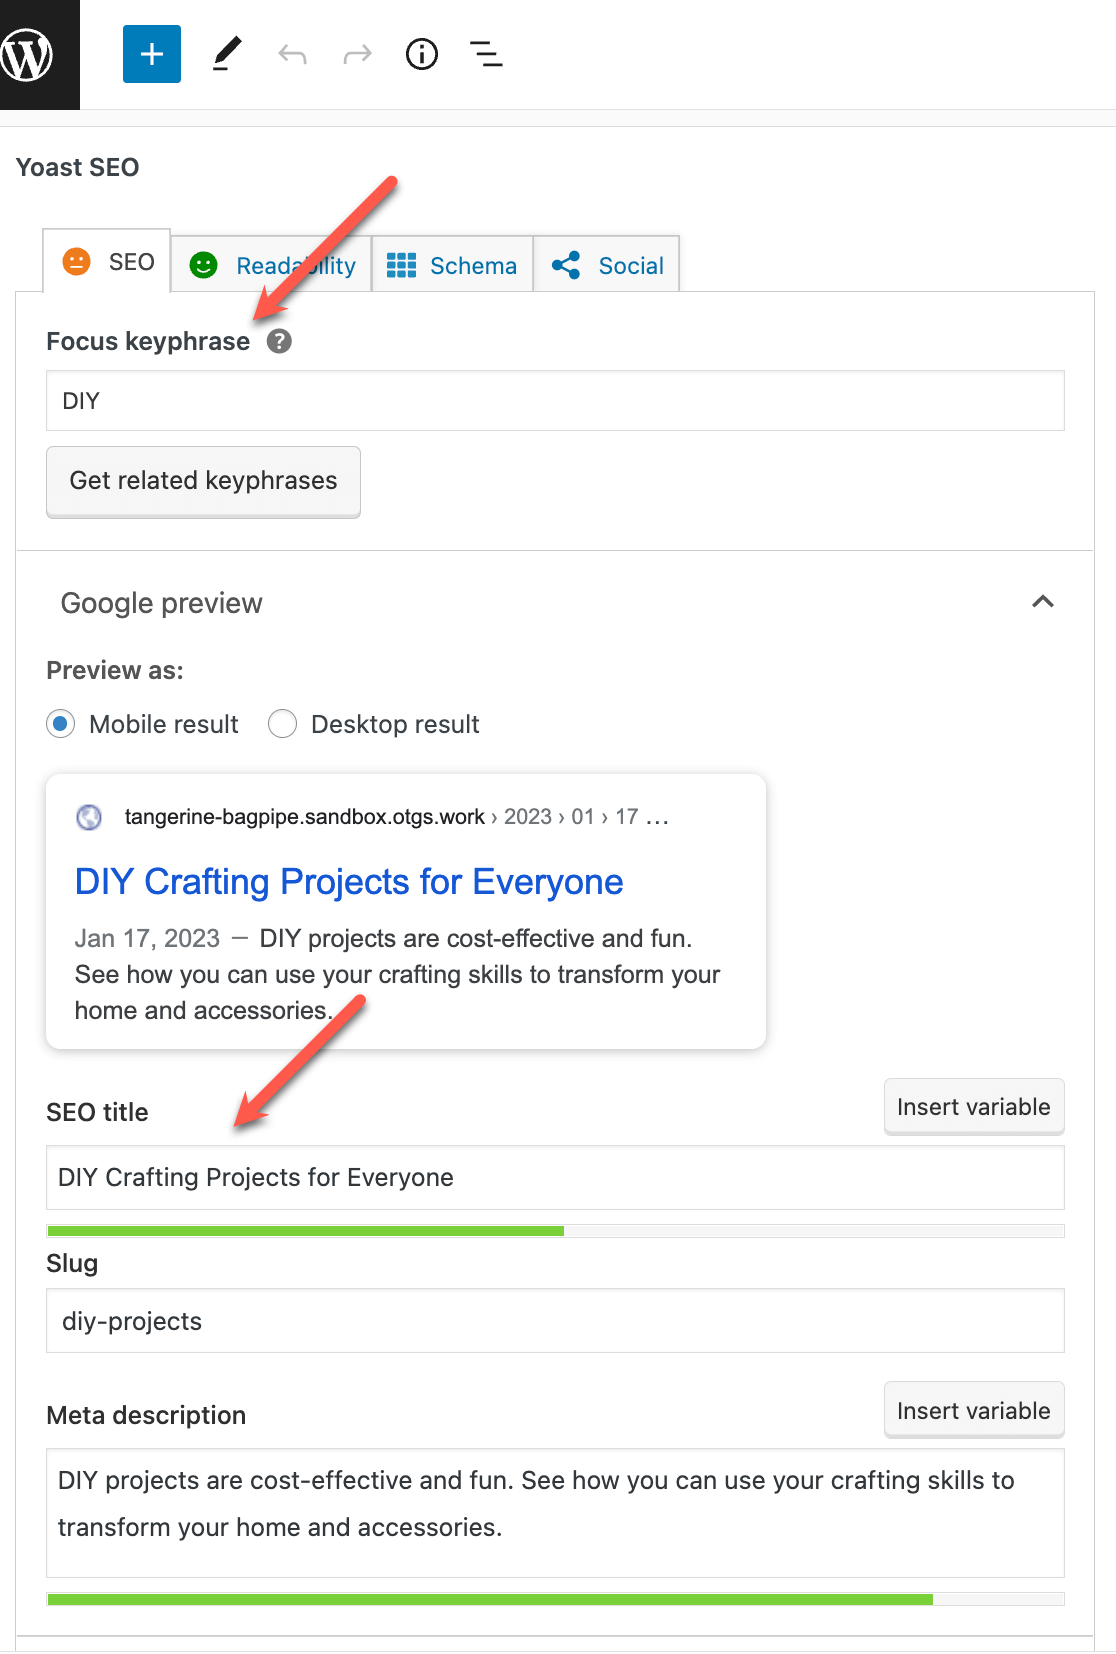 Yoast SEO
SEO
Readability
Schema
Social
Focus keyphrase ?
DIY
Get related keyphrases
Google preview
Preview as:
Mobile result
Desktop result
tangerine-bagpipe.sandbox.otgs.work › 2023 › 01 › 17 ...
DIY Crafting Projects for Everyone
Jan 17, 2023 — DIY projects are cost-effective and fun.
See how you can use your crafting skills to transform your
home and accessories.
SEO title
Insert variable
DIY Crafting Projects for Everyone
Slug
diy-projects
Meta description
Insert variable
DIY projects are cost-effective and fun. See how you can use your crafting skills to
transform your home and accessories.